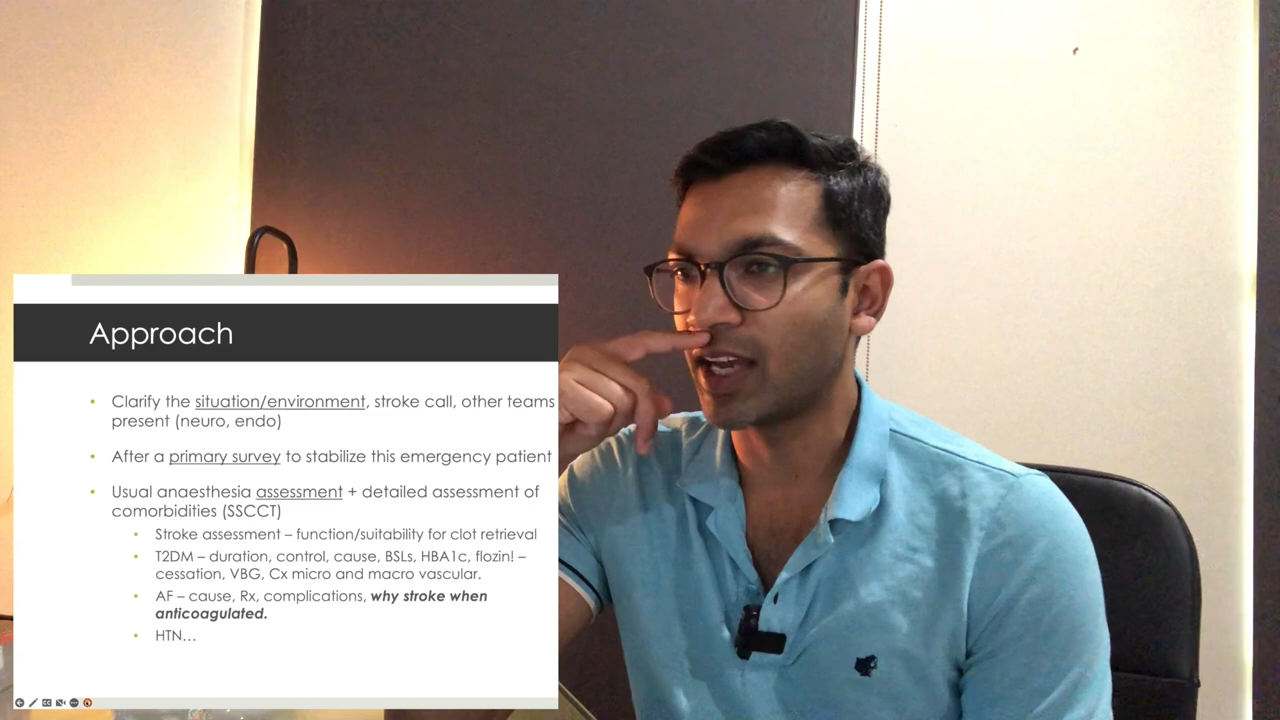 Approach
Clarify the situation/environment, stroke call, other teams
present (neuro, endo)
After a primary survey to stabilize this emergency patient
Usual anaesthesia assessment + detailed assessment of
comorbidities (SSCCT)
Stroke assessment – function/suitability for clot retrieval
T2DM – duration, control, cause, BSLs, HBA1c, flozin! –
cessation, VBG, Cx micro and macro vascular.
AF – cause, Rx, complications, why stroke when
anticoagulated.
HTN…